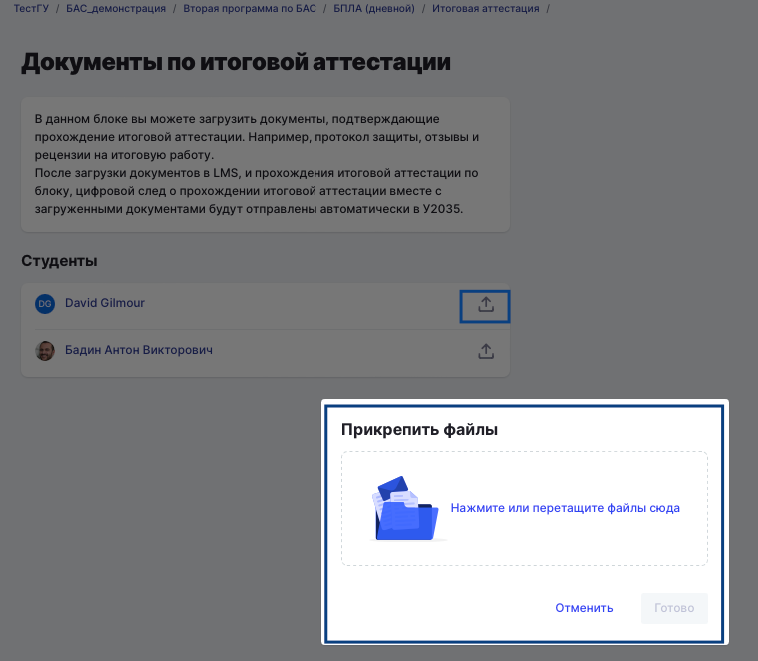 ТестГУ / БАС_демонстрация / Вторая программа по БАС / БПЛА (дневной) / Итоговая аттестация /
Документы по итоговой аттестации
В данном блоке вы можете загрузить документы, подтверждающие
прохождение итоговой аттестации. Например, протокол защиты, отзывы и
рецензии на итоговую работу.
После загрузки документов в LMS, и прохождения итоговой аттестации по
блоку, цифровой след о прохождении итоговой аттестации вместе с
загруженными документами будут отправлены автоматически в У2035.
Студенты
DG David Gilmour
Бадин Антон Викторович
Прикрепить файлы
Нажмите или перетащите файлы сюда
Отменить Готово